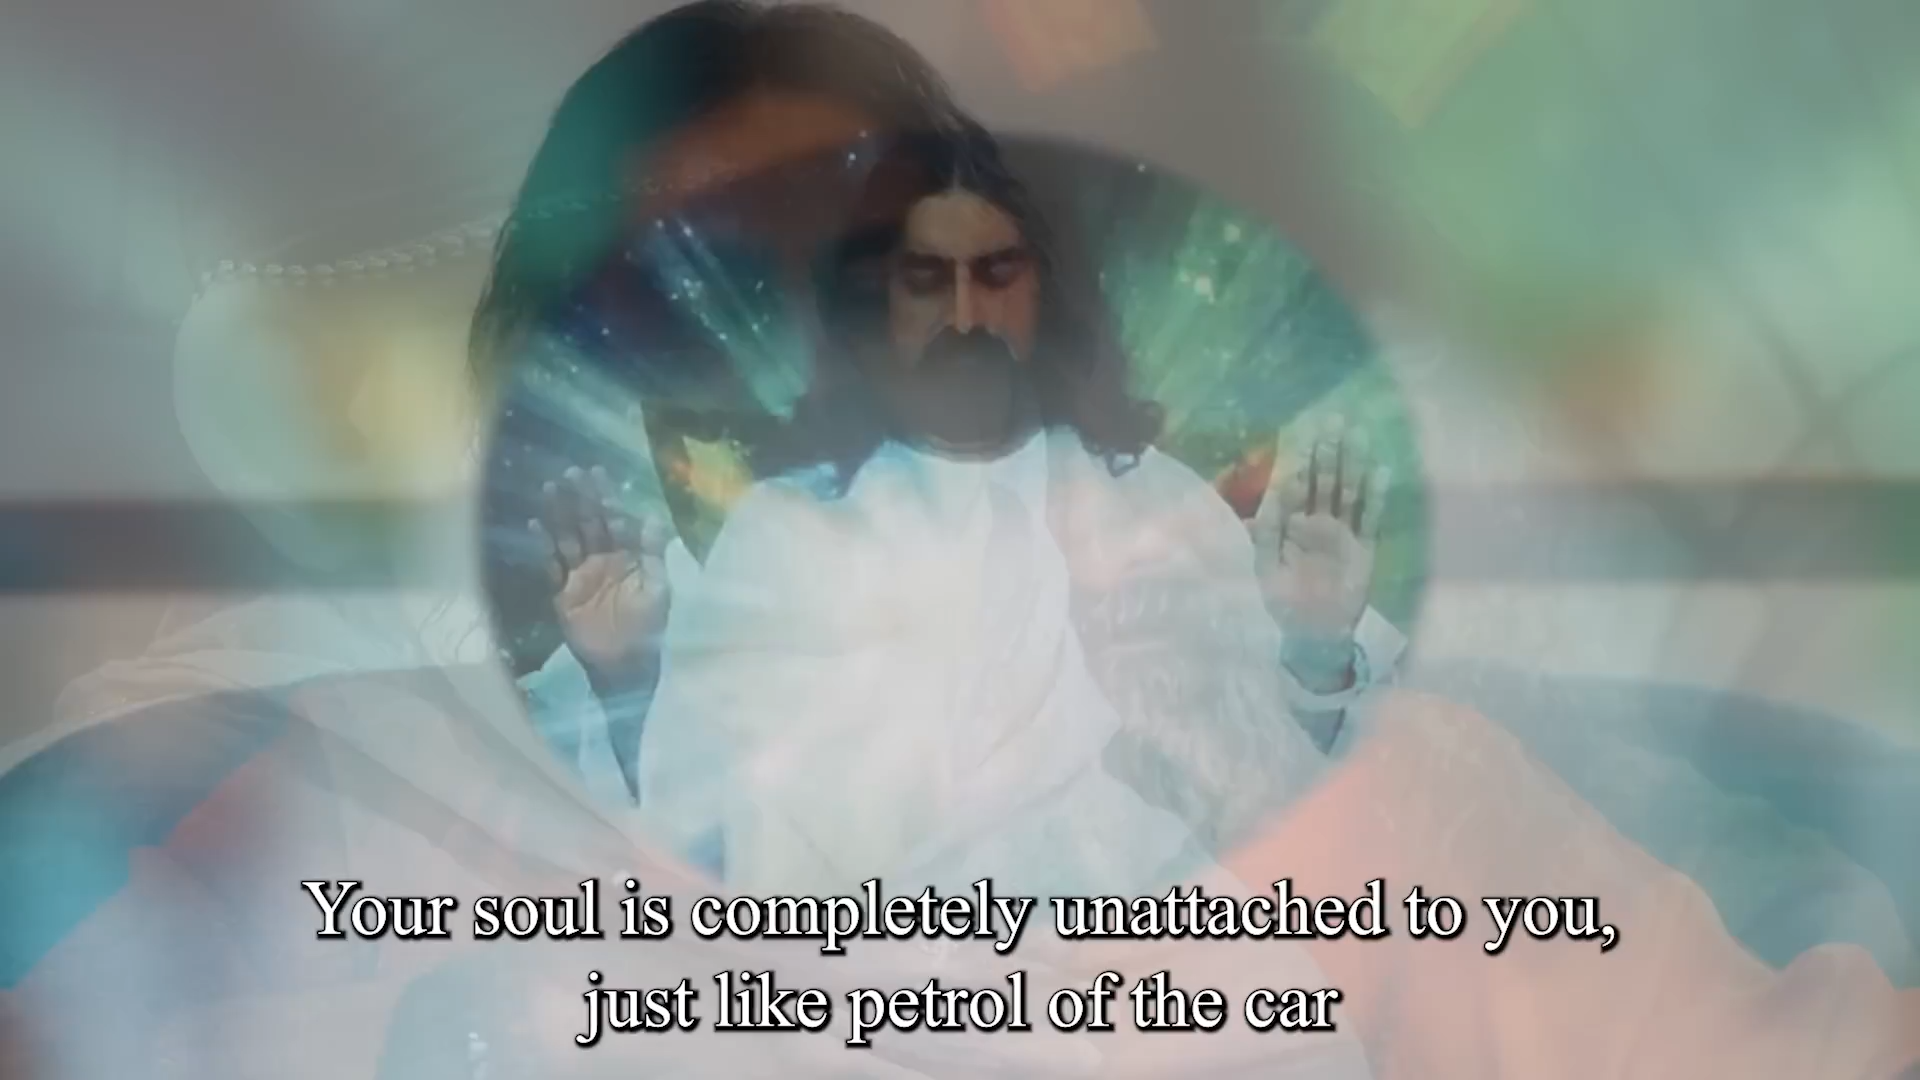 Your soul is completely unattached to you,
just like petrol of the car